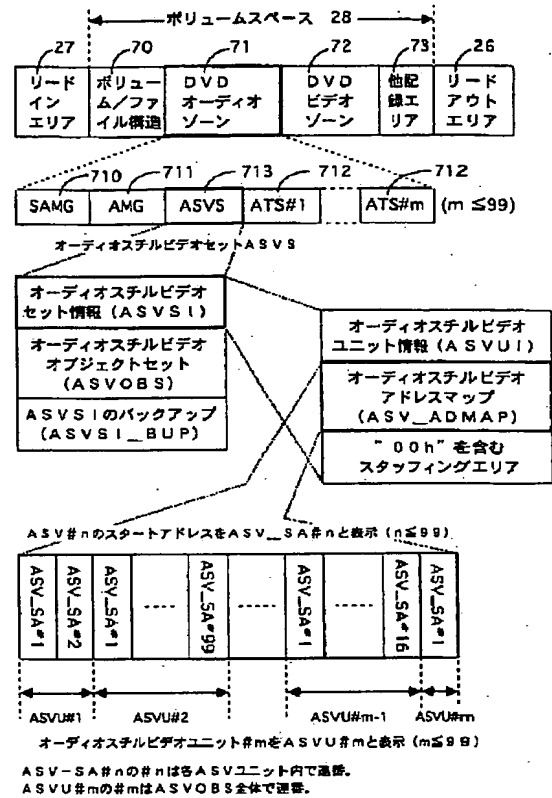 ボリュームスペース 28
27
70
71
72
73
26
リード
イン
エリア
ボリュー
ム/ファ
イル構造
DVD
オーディオ
ゾーン
DVD
ビデオ
ゾーン
他記
録エ
リア
リード
アウト
エリア
710
711
713
712
712
SAMG
AMG
ASVS
ATS#1
ATS#m
(m ≦99)
オーディオスチルビデオセットASVS
オーディオスチルビデオ
セット情報(ASVSI)
オーディオスチルビデオ
オブジェクトセット
(ASVOBS)
ASVSIのバックアップ
(ASVSI_BUP)
オーディオスチルビデオ
ユニット情報(ASVUI)
オーディオスチルビデオ
アドレスマップ
(ASV_ADMAP)
"00h"を含む
スタッフィングエリア
ASV#nのスタートアドレスをASV_SA#nと表示(n≦99)
ASV_SA#1
ASV_SA#2
ASV_SA#1
ASV_SA#99
ASV_SA#1
ASV_SA#16
ASV_SA#1
ASVU#1
ASVU#2
ASVU#m-1
ASVU#m
オーディオスチルビデオユニット#mをASVU#mと表示(m≦99)
ASV-SA#nの#nは各ASVユニット内で連番。
ASVU#mの#mはASVOBS全体で連番。